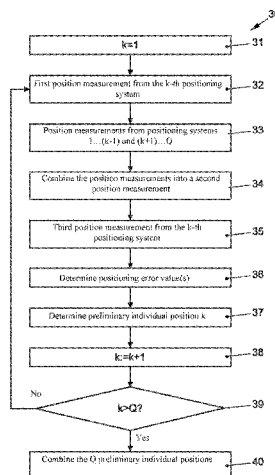 3
k=1
31
First position measurement from the k-th positioning
system
32
Position measurements from positioning systems
1…(k-1) and (k+1)…Q
33
Combine the position measurements into a second
position measurement
34
Third position measurement from the k-th
positioning system
35
Determine positioning error value(s)
36
Determine preliminary individual position k
37
k:=k+1
38
No
k>Q?
39
Yes
Combine the Q preliminary individual positions
40